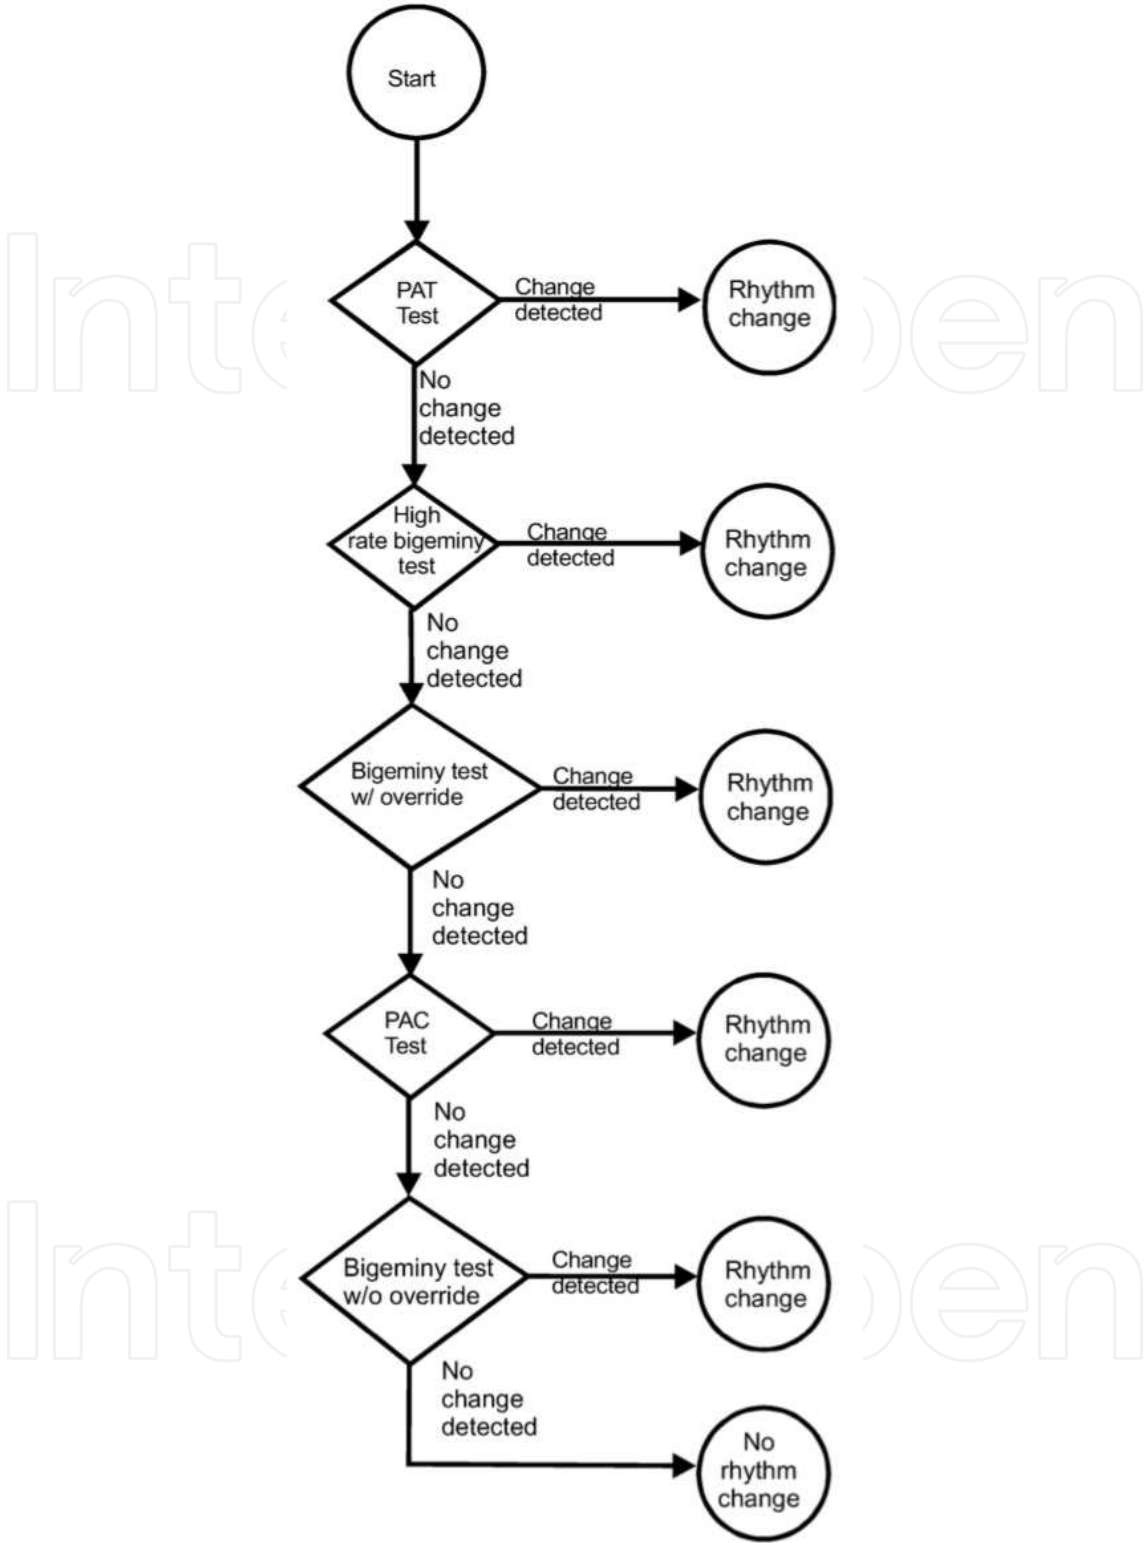 Start
PAT
Test
Change
detected
Rhythm
change
No
change
detected
High
rate bigeminy
test
Change
detected
Rhythm
change
No
change
detected
Bigeminy test
w/ override
Change
detected
Rhythm
change
No
change
detected
PAC
Test
Change
detected
Rhythm
change
No
change
detected
Bigeminy test
w/o override
Change
detected
Rhythm
change
No
change
detected
No
rhythm
change